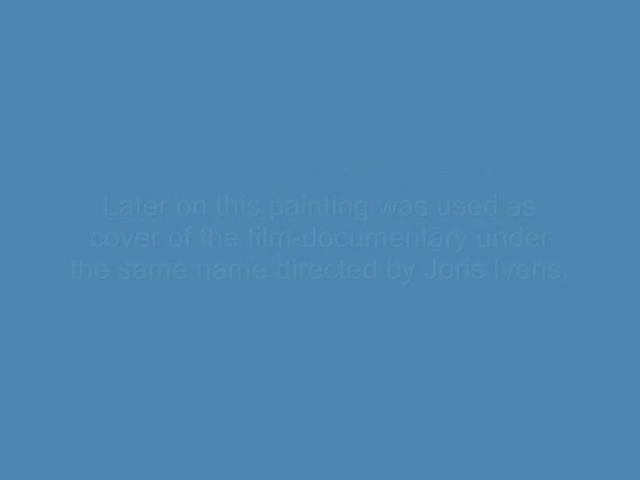 Later on this painting was used as
cover of the film-documentary under
the same name directed by Joris Ivens.